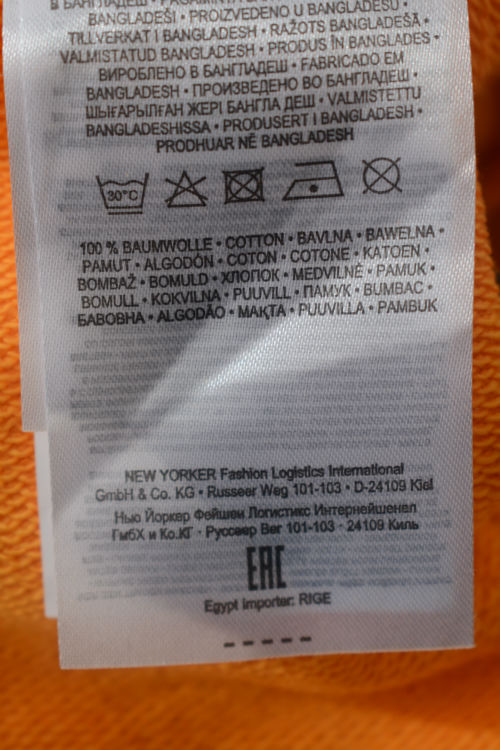 В БАНГЛАДЕШ •
BANGLADEŠI • PROIZVEDENO U BANGLADEŠU •
TILLVERKAT I BANGLADESH • RAŽOTS BANGLADEŠĀ •
VALMISTATUD BANGLADESH • PRODUS ÎN BANGLADES •
ВИРОБЛЕНО В БАНГЛАДЕШ • FABRICADO EM
BANGLADESH • ПРОИЗВЕДЕНО ВО БАНГЛАДЕШ •
ШЫҒАРЫЛҒАН ЖЕРІ БАНГЛА ДЕШ • VALMISTETTU
BANGLADESHISSA • PRODUSERT I BANGLADESH •
PRODHUAR NË BANGLADESH
30°C
100 % BAUMWOLLE • COTTON • BAVLNA • BAWEŁNA •
PAMUT • ALGODÓN • COTON • COTONE • KATOEN •
BOMBAŽ • BOMULD • ХЛОПОК • MEDVILNĖ • PAMUK •
BOMULL • KOKVILNA • PUUVILL • ПАМУК • BUMBAC •
БАВОВНА • ALGODÃO • МАҚТА • PUUVILLA • PAMBUK
NEW YORKER Fashion Logistics International
GmbH & Co. KG • Russeer Weg 101-103 • D-24109 Kiel
Нью Йоркер Фейшен Логистикс Интернейшенал
ГмбХ и Ко.КГ · Руссеер Вег 101-103 · 24109 Киль
EAC
Egypt Importer: RIGE